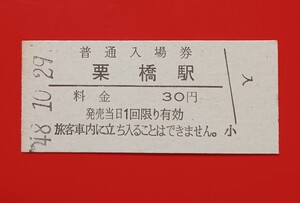 普通入場券
栗橋駅
料金 30円
発売当日1回限り有効
旅客車内に立ち入ることはできません。
小
入
48.10.29.